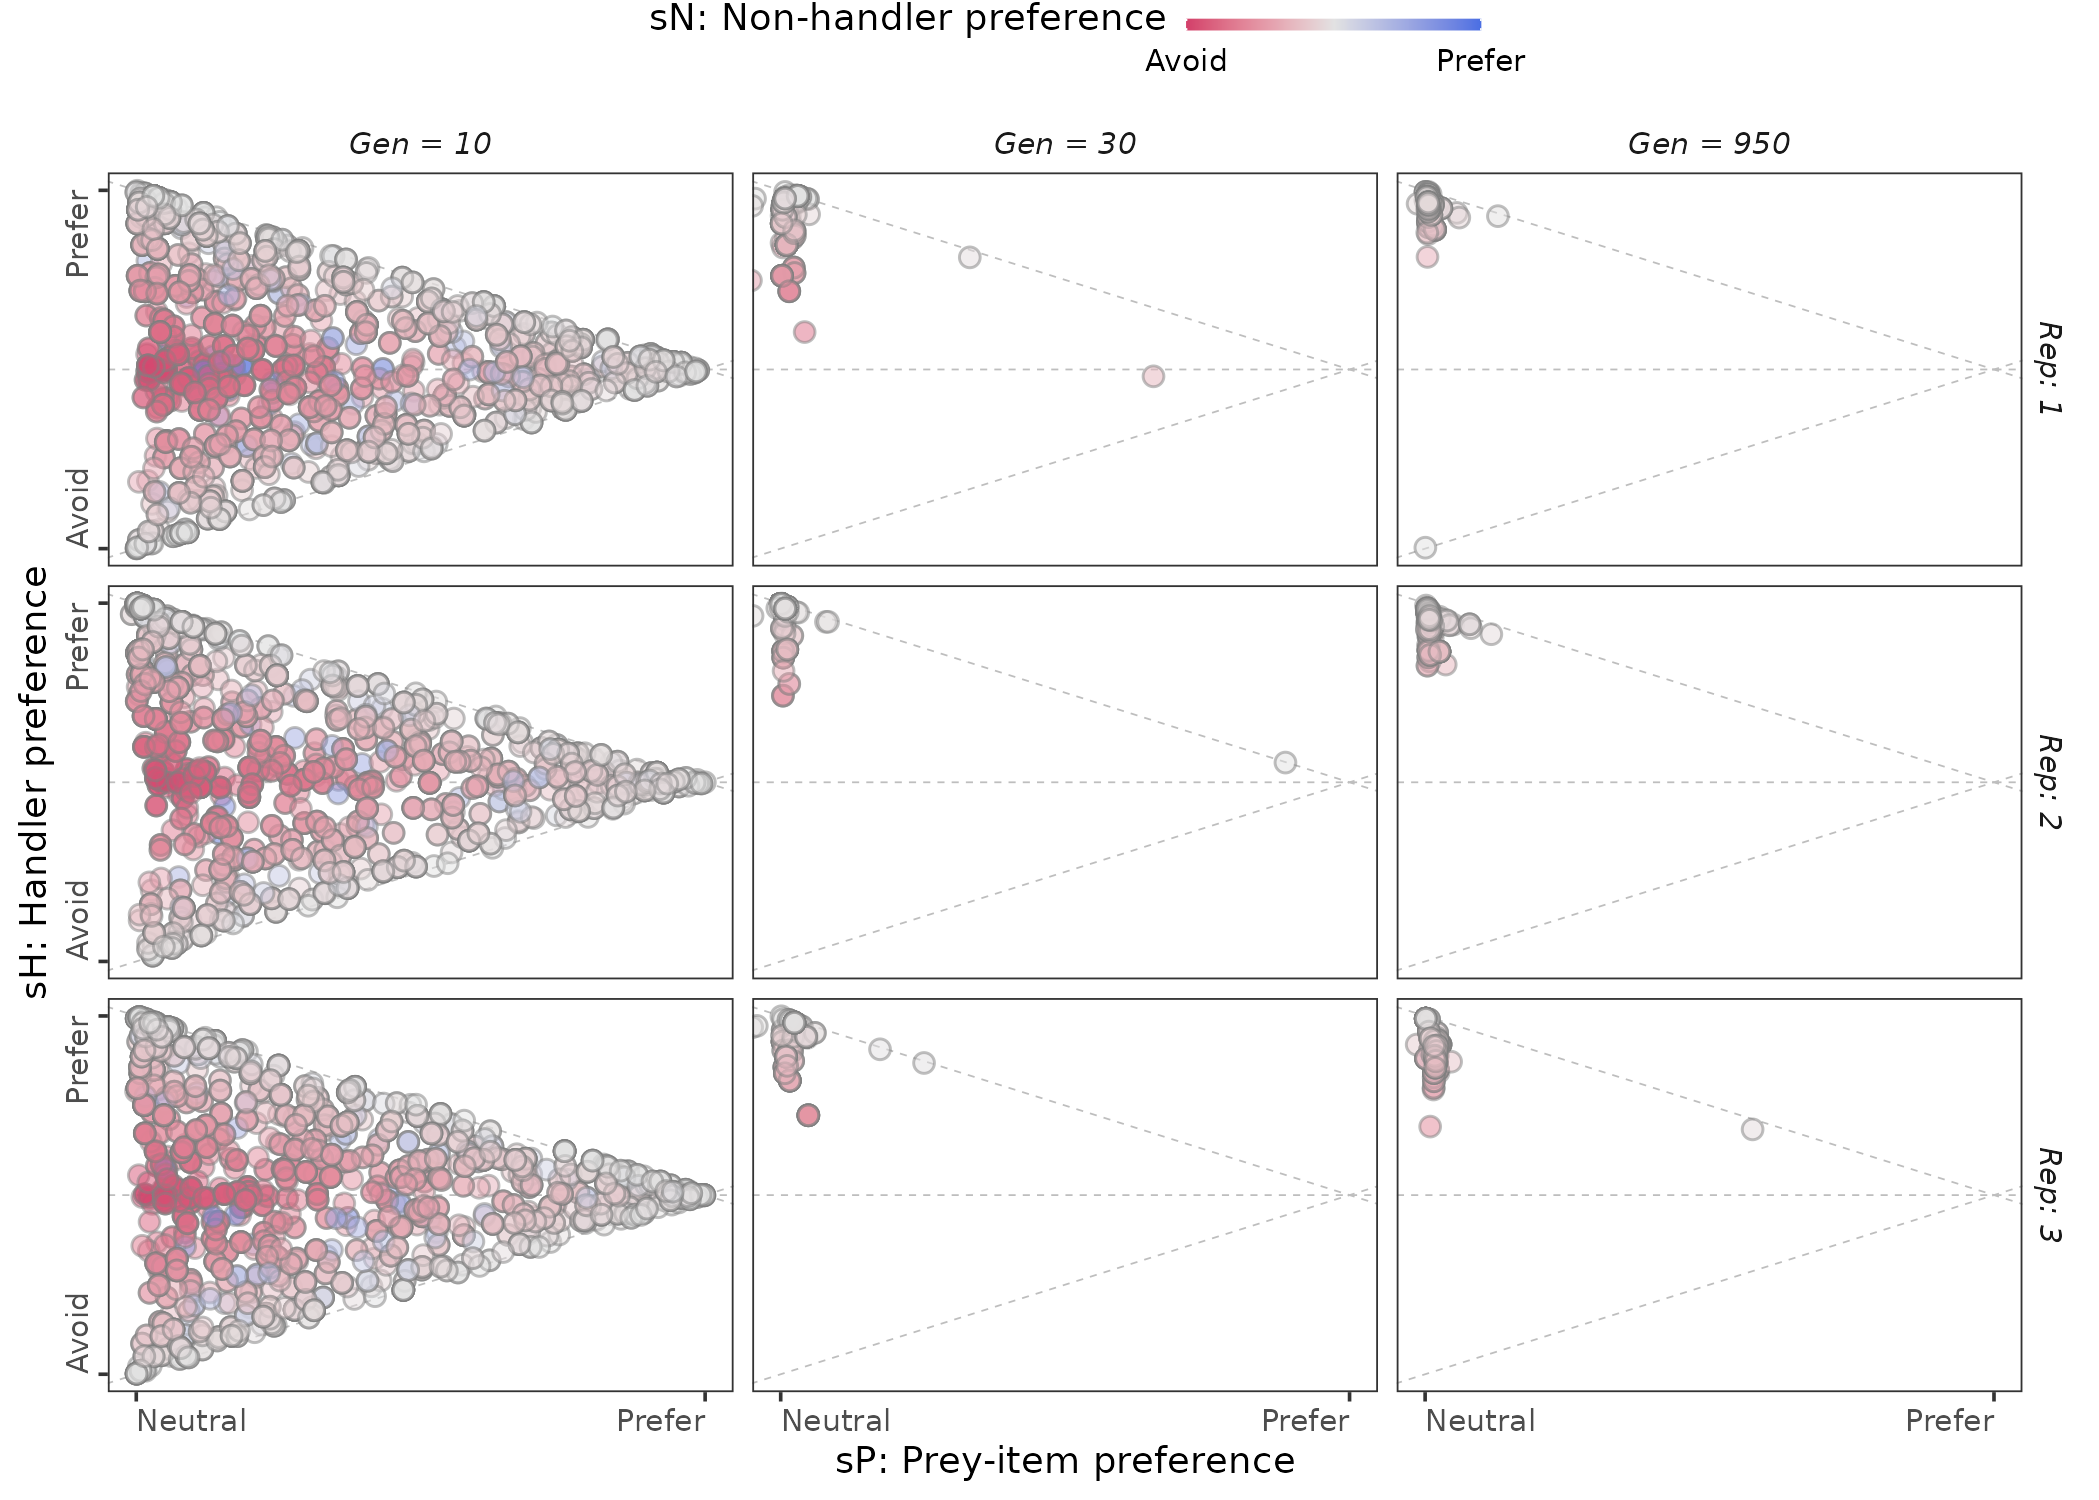 sN: Non-handler preference
Avoid Prefer
Gen = 10 Gen = 30 Gen = 950
Prefer
Avoid
Rep: 1
Prefer
Avoid
Rep: 2
Prefer
Avoid
Rep: 3
sH: Handler preference
Neutral Prefer Neutral Prefer Neutral Prefer
sP: Prey-item preference